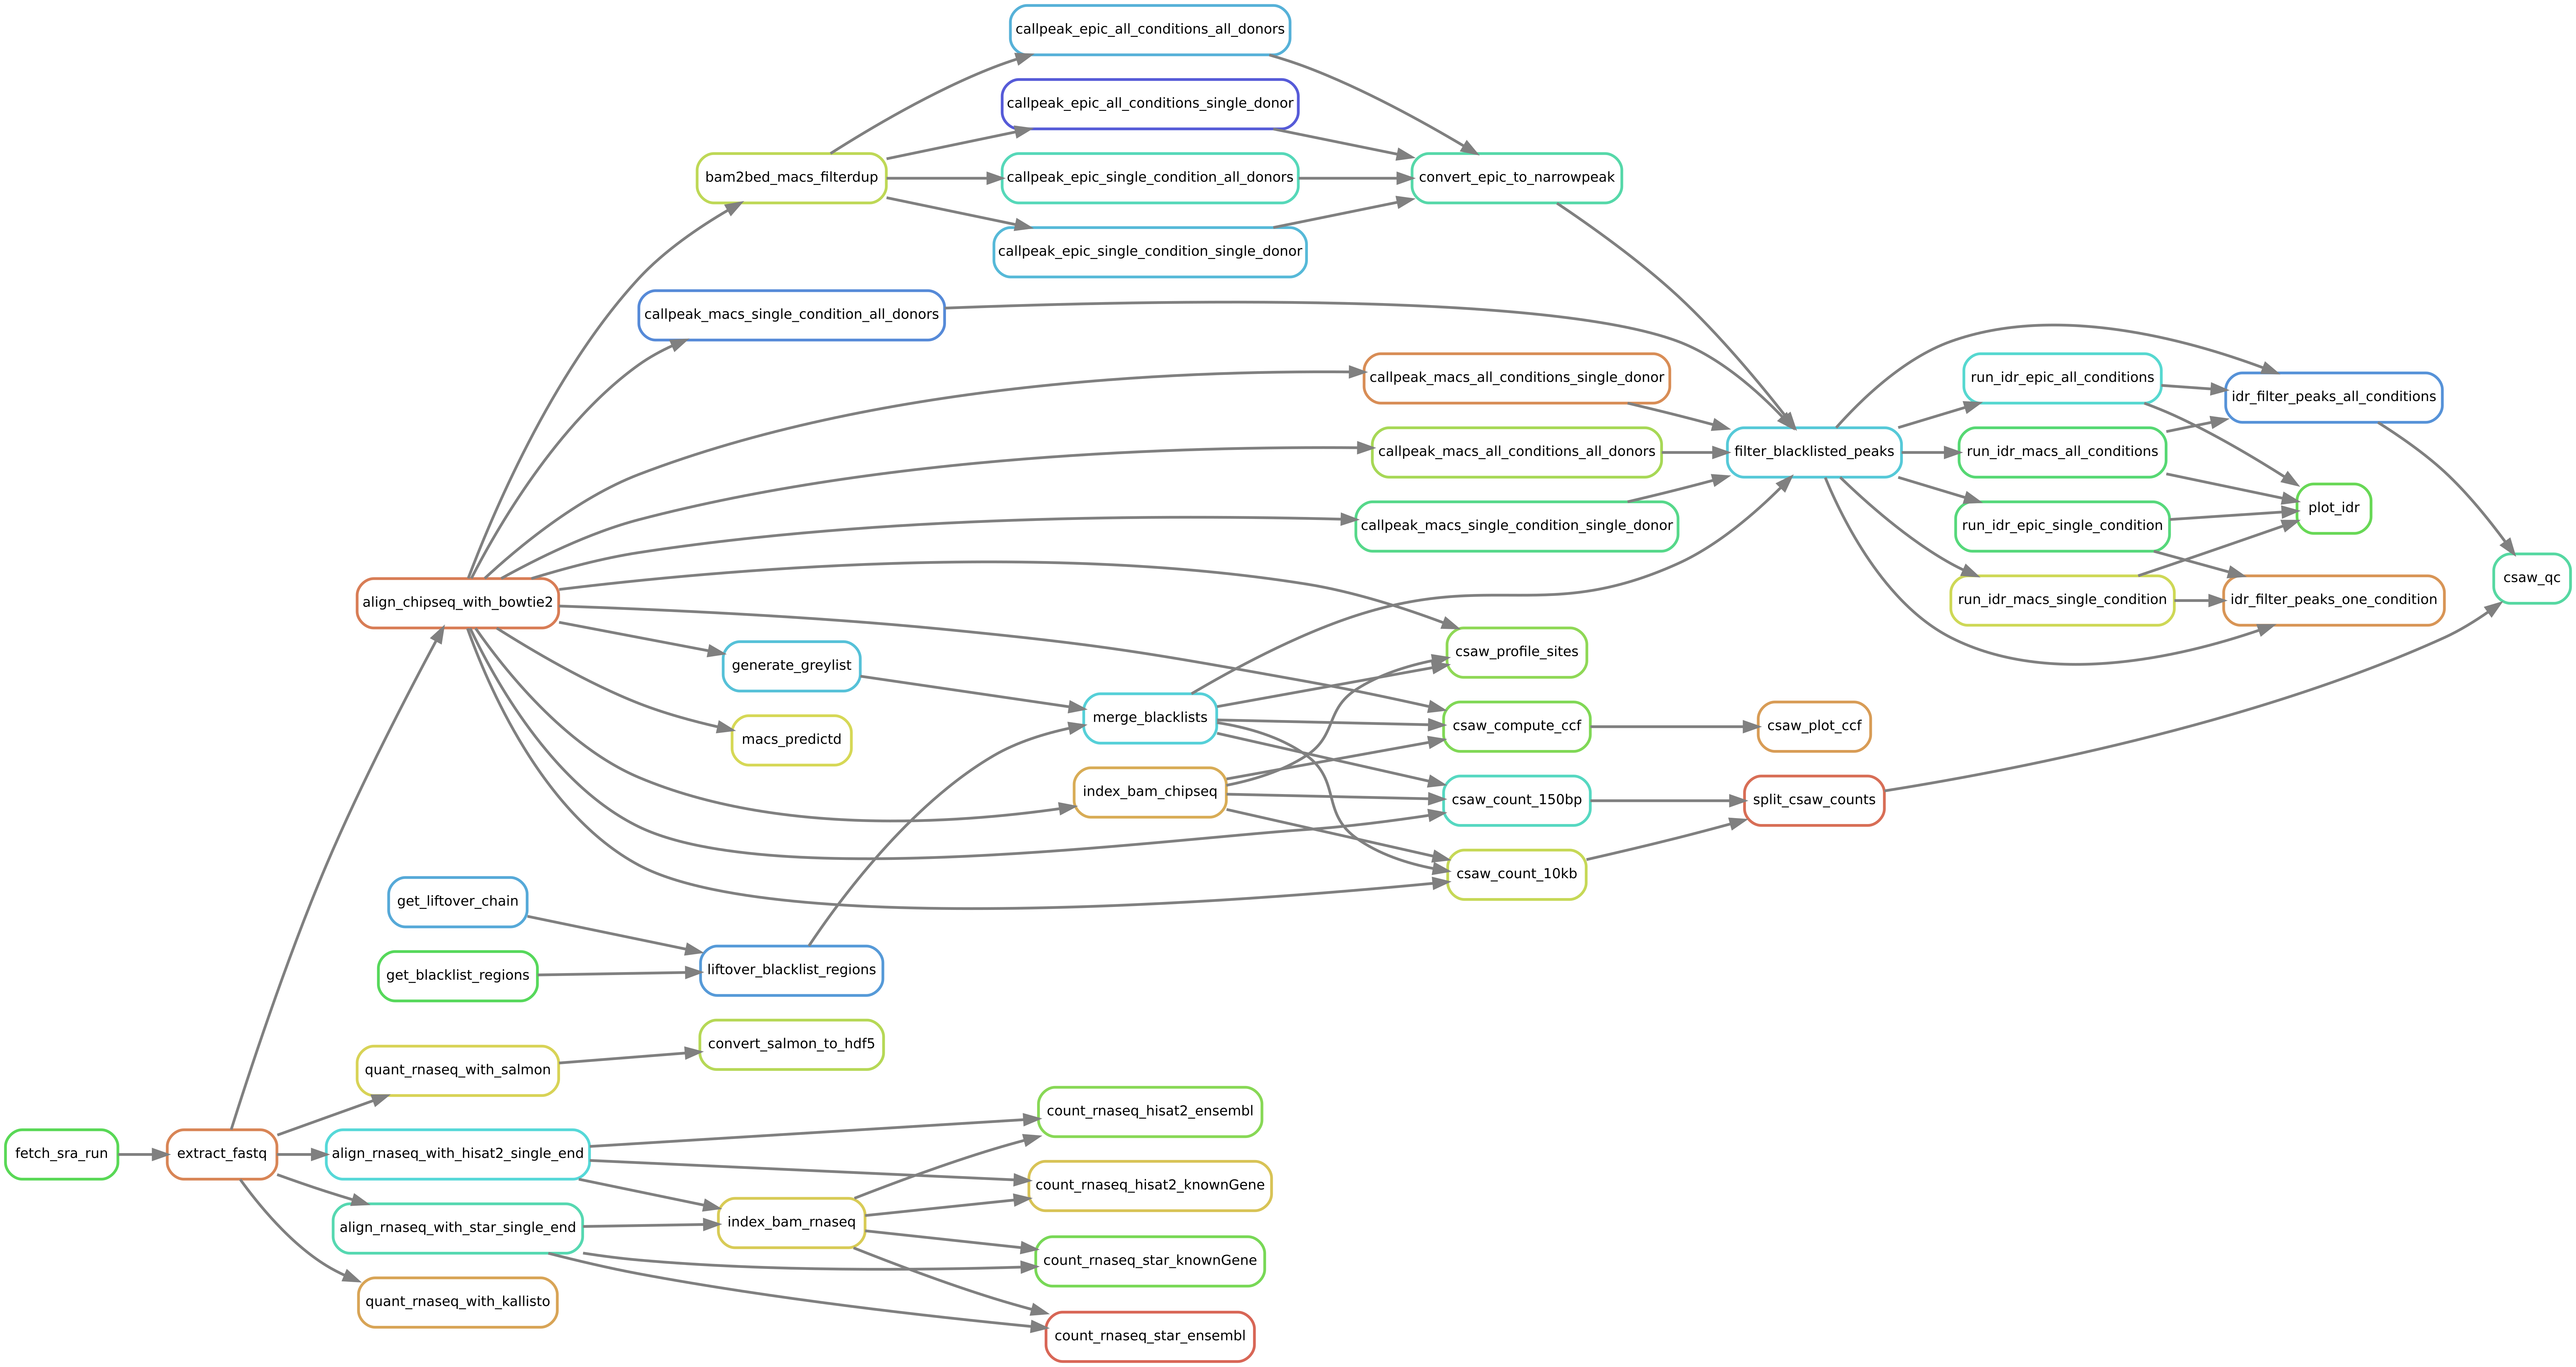 callpeak_epic_all_conditions_all_donors
callpeak_epic_all_conditions_single_donor
bam2bed_macs_filterdup
callpeak_epic_single_condition_all_donors
convert_epic_to_narrowpeak
callpeak_epic_single_condition_single_donor
callpeak_macs_single_condition_all_donors
callpeak_macs_all_conditions_single_donor
run_idr_epic_all_conditions
idr_filter_peaks_all_conditions
callpeak_macs_all_conditions_all_donors
filter_blacklisted_peaks
run_idr_macs_all_conditions
plot_idr
callpeak_macs_single_condition_single_donor
run_idr_epic_single_condition
csaw_qc
align_chipseq_with_bowtie2
run_idr_macs_single_condition
idr_filter_peaks_one_condition
generate_greylist
csaw_profile_sites
merge_blacklists
csaw_compute_ccf
csaw_plot_ccf
macs_predictd
index_bam_chipseq
csaw_count_150bp
split_csaw_counts
csaw_count_10kb
get_liftover_chain
get_blacklist_regions
liftover_blacklist_regions
convert_salmon_to_hdf5
quant_rnaseq_with_salmon
count_rnaseq_hisat2_ensembl
fetch_sra_run
extract_fastq
align_rnaseq_with_hisat2_single_end
count_rnaseq_hisat2_knownGene
align_rnaseq_with_star_single_end
index_bam_rnaseq
count_rnaseq_star_knownGene
quant_rnaseq_with_kallisto
count_rnaseq_star_ensembl